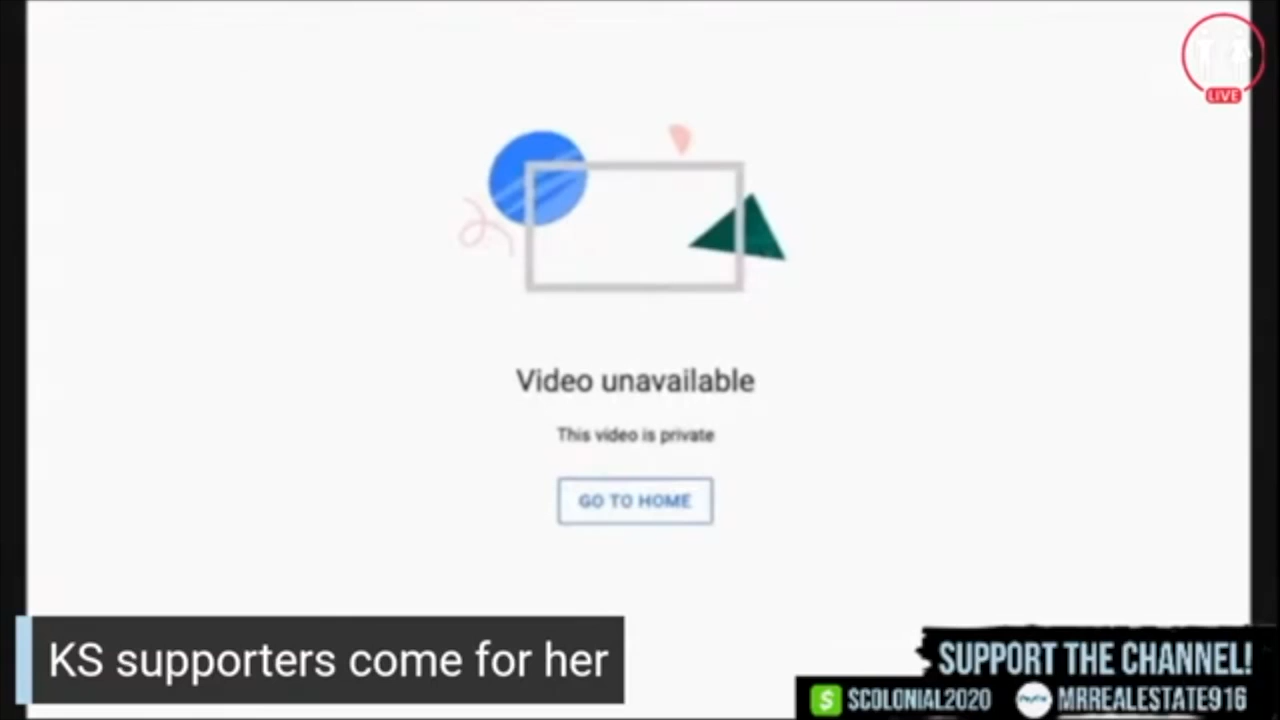 LIVE
Video unavailable
This video is private
GO TO HOME
KS supporters come for her
SUPPORT THE CHANNEL!
$ SCOLONIAL2020 PayPal MRREALESTATE916